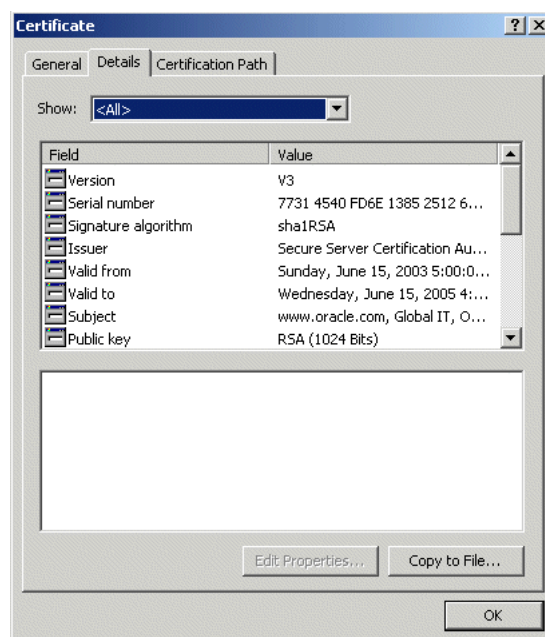 Certificate
General Details Certification Path
Show: <All>
Field Value
Version V3
Serial number 7731 4540 FD6E 1385 2512 6...
Signature algorithm sha1RSA
Issuer Secure Server Certification Au...
Valid from Sunday, June 15, 2003 5:00:0...
Valid to Wednesday, June 15, 2005 4:...
Subject www.oracle.com, Global IT, O...
Public key RSA (1024 Bits)
Edit Properties... Copy to File...
OK